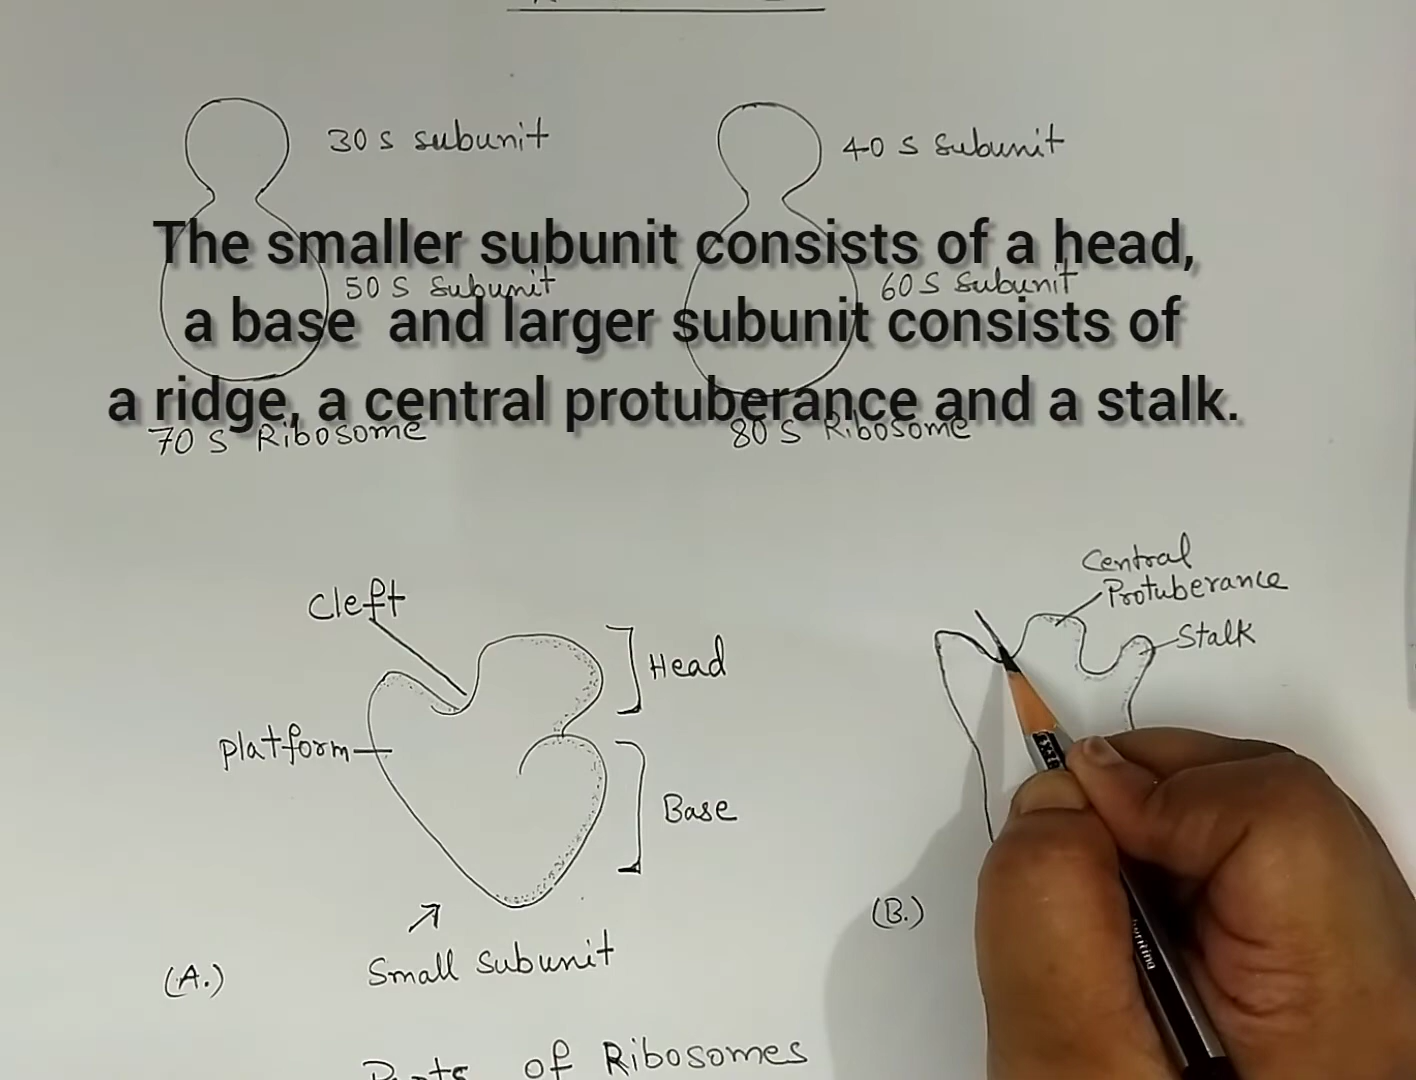 30 S Subunit
40 S Subunit
The smaller subunit consists of a head,
50 S Subunit
60 S Subunit
a base and larger subunit consists of
a ridge, a central protuberance and a stalk.
70 S Ribosome
80 S Ribosome
Central
Protuberance
Cleft
Stalk
Head
Platform
Base
(B.)
Small Subunit
(A.)
Parts of Ribosomes